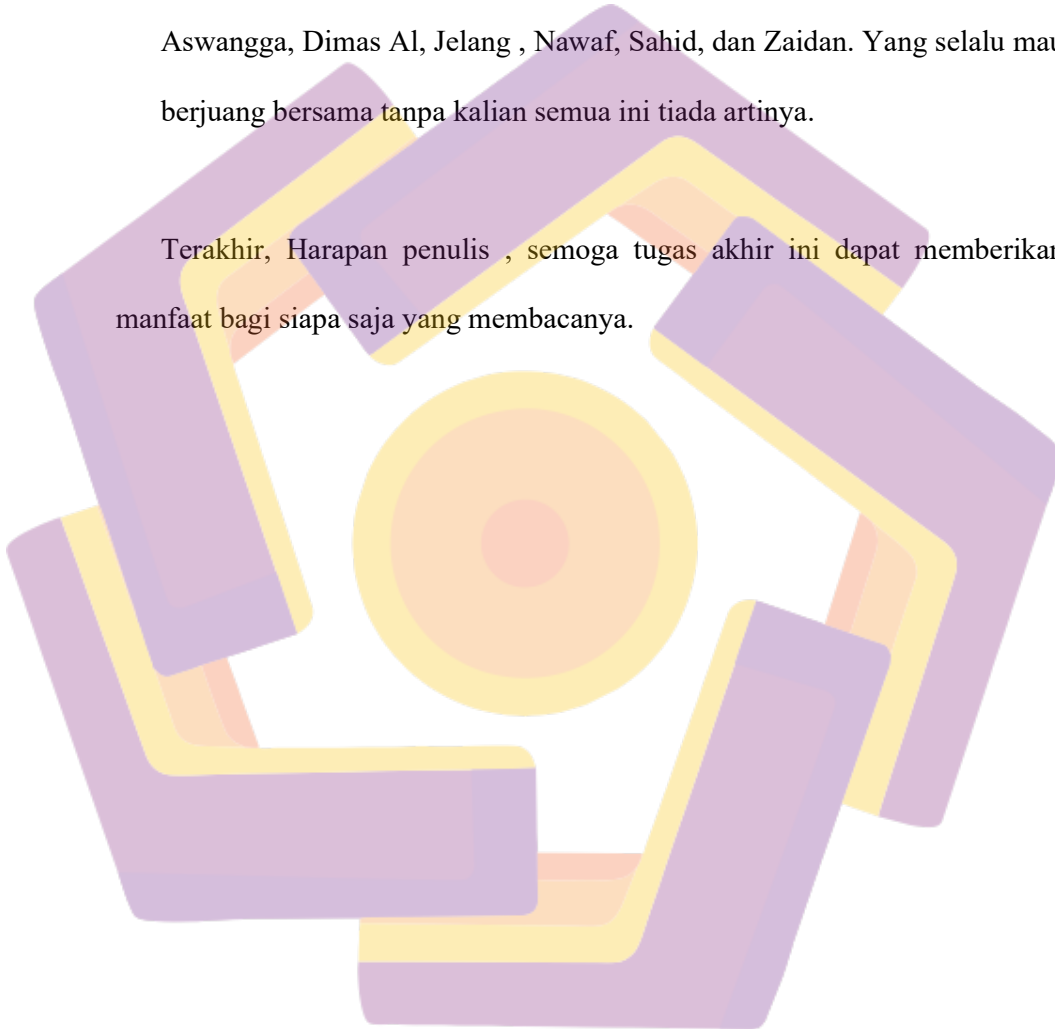 Aswangga, Dimas Al, Jelang , Nawaf, Sahid, dan Zaidan. Yang selalu mau
berjuang bersama tanpa kalian semua ini tiada artinya.
Terakhir, Harapan penulis , semoga tugas akhir ini dapat memberikan
manfaat bagi siapa saja yang membacanya.